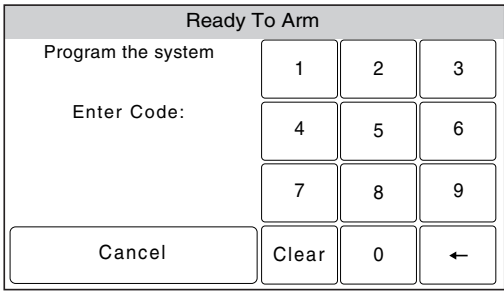 Ready To Arm
Program the system
1 2 3
Enter Code:
4 5 6
7 8 9
Cancel Clear 0 ←